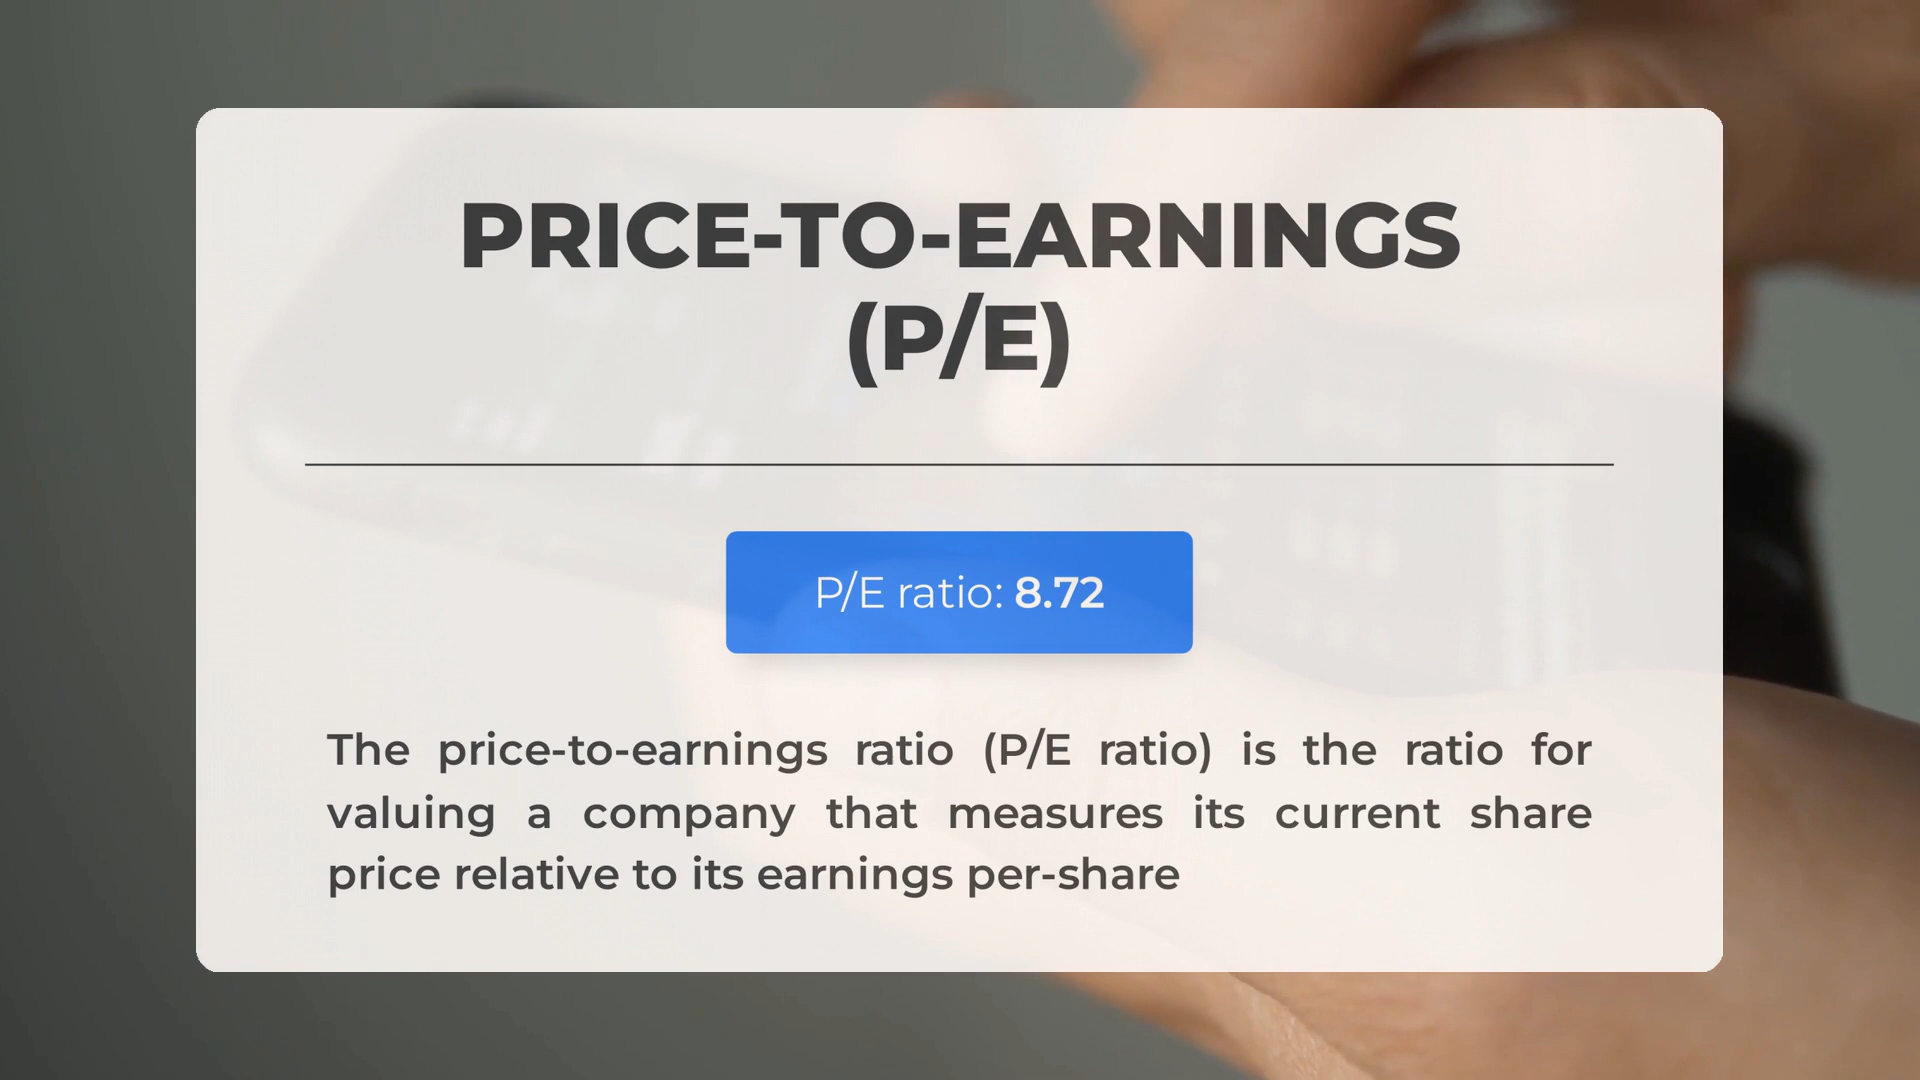 PRICE-TO-EARNINGS
(P/E)
P/E ratio: 8.72
The price-to-earnings ratio (P/E ratio) is the ratio for
valuing a company that measures its current share
price relative to its earnings per-share